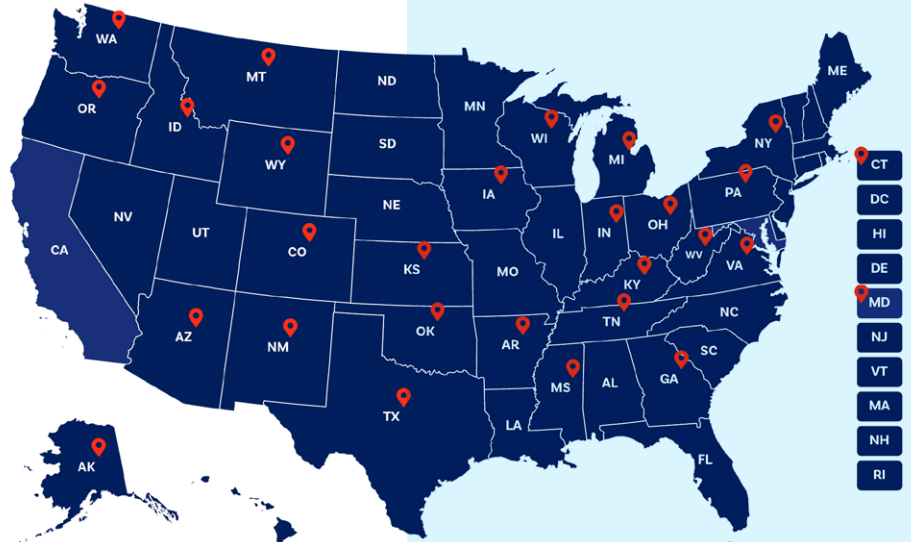 WA
MT
ND
MN
ME
OR
ID
WY
SD
WI
MI
NY
CT
NV
UT
CO
NE
IA
IL
IN
OH
PA
DC
CA
KS
MO
KY
WV
VA
HI
DE
AZ
NM
OK
AR
TN
NC
MD
TX
LA
MS
AL
GA
SC
NJ
VT
MA
AK
FL
NH
RI